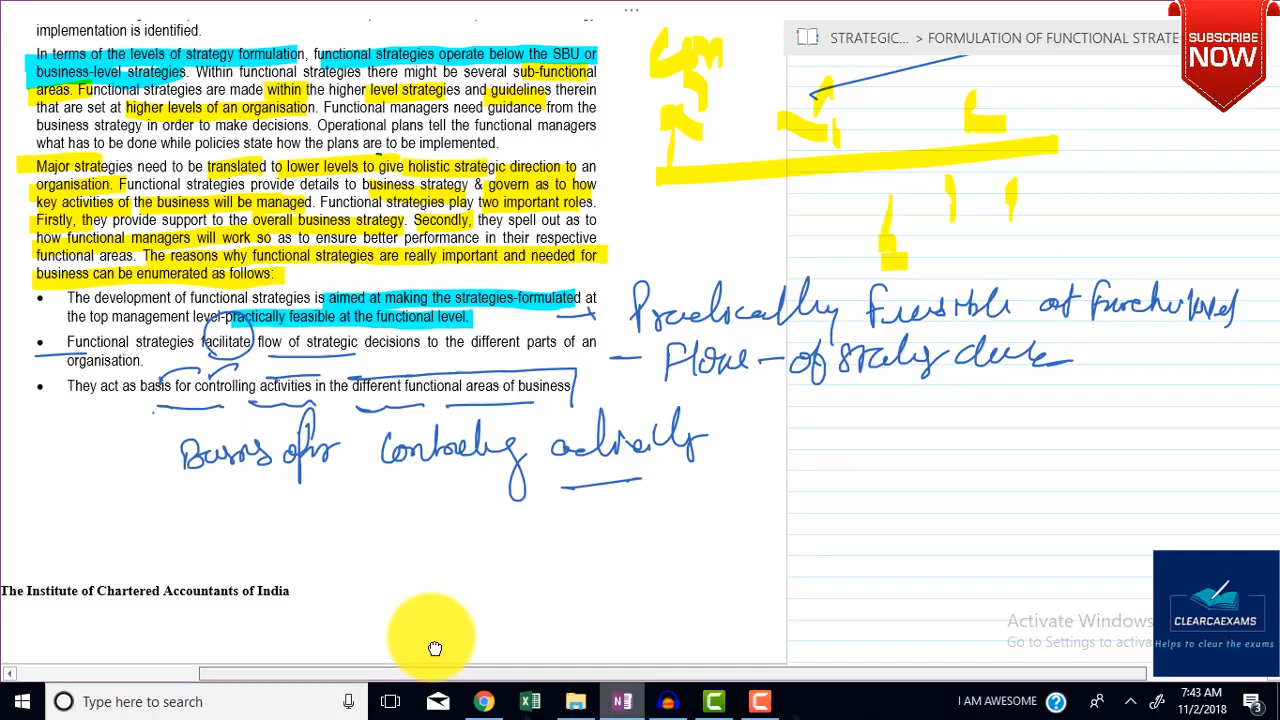 implementation is identified.
In terms of the levels of strategy formulation, functional strategies operate below the SBU or
business-level strategies. Within functional strategies there might be several sub-functional
areas. Functional strategies are made within the higher level strategies and guidelines therein
that are set at higher levels of an organisation. Functional managers need guidance from the
business strategy in order to make decisions. Operational plans tell the functional managers
what has to be done while policies state how the plans are to be implemented.
Major strategies need to be translated to lower levels to give holistic strategic direction to an
organisation. Functional strategies provide details to business strategy & govern as to how
key activities of the business will be managed. Functional strategies play two important roles.
Firstly, they provide support to the overall business strategy. Secondly, they spell out as to
how functional managers will work so as to ensure better performance in their respective
functional areas. The reasons why functional strategies are really important and needed for
business can be enumerated as follows:
• The development of functional strategies is aimed at making the strategies-formulated at
the top management level-practically feasible at the functional level.
• Functional strategies facilitate flow of strategic decisions to the different parts of an
organisation.
• They act as basis for controlling activities in the different functional areas of business
The Institute of Chartered Accountants of India
STRATEGIC... > FORMULATION OF FUNCTIONAL STRATE
SUBSCRIBE
NOW
Practically Feasible at
Flow - of
Basis for Controlling
Activate Windows
Go to Settings to activa
CLEARCAEXAMS
Helps to clear the exams
Type here to search
I AM AWESOME
7:43 AM
11/2/2018
3